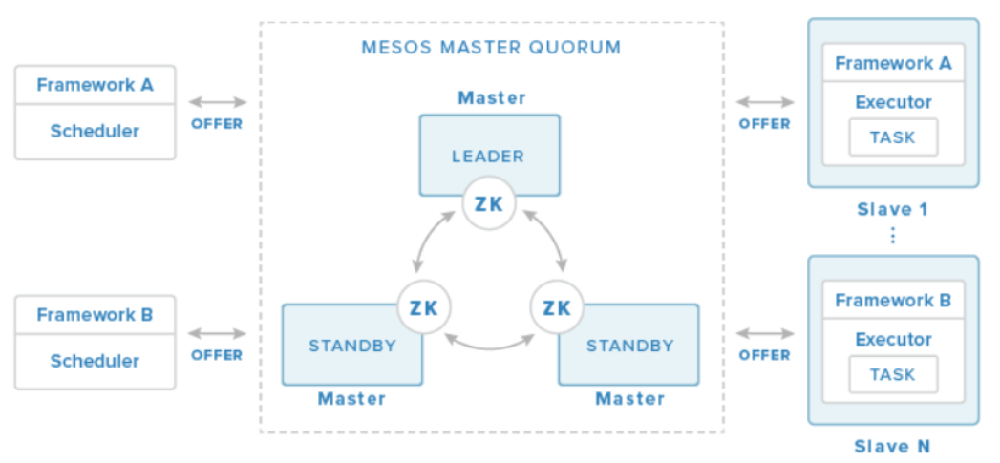 MESOS MASTER QUORUM
Framework A
Scheduler
OFFER
Master
LEADER
ZK
OFFER
Framework A
Executor
TASK
Slave 1
Framework B
Scheduler
OFFER
ZK
STANDBY
Master
ZK
STANDBY
Master
OFFER
Framework B
Executor
TASK
Slave N